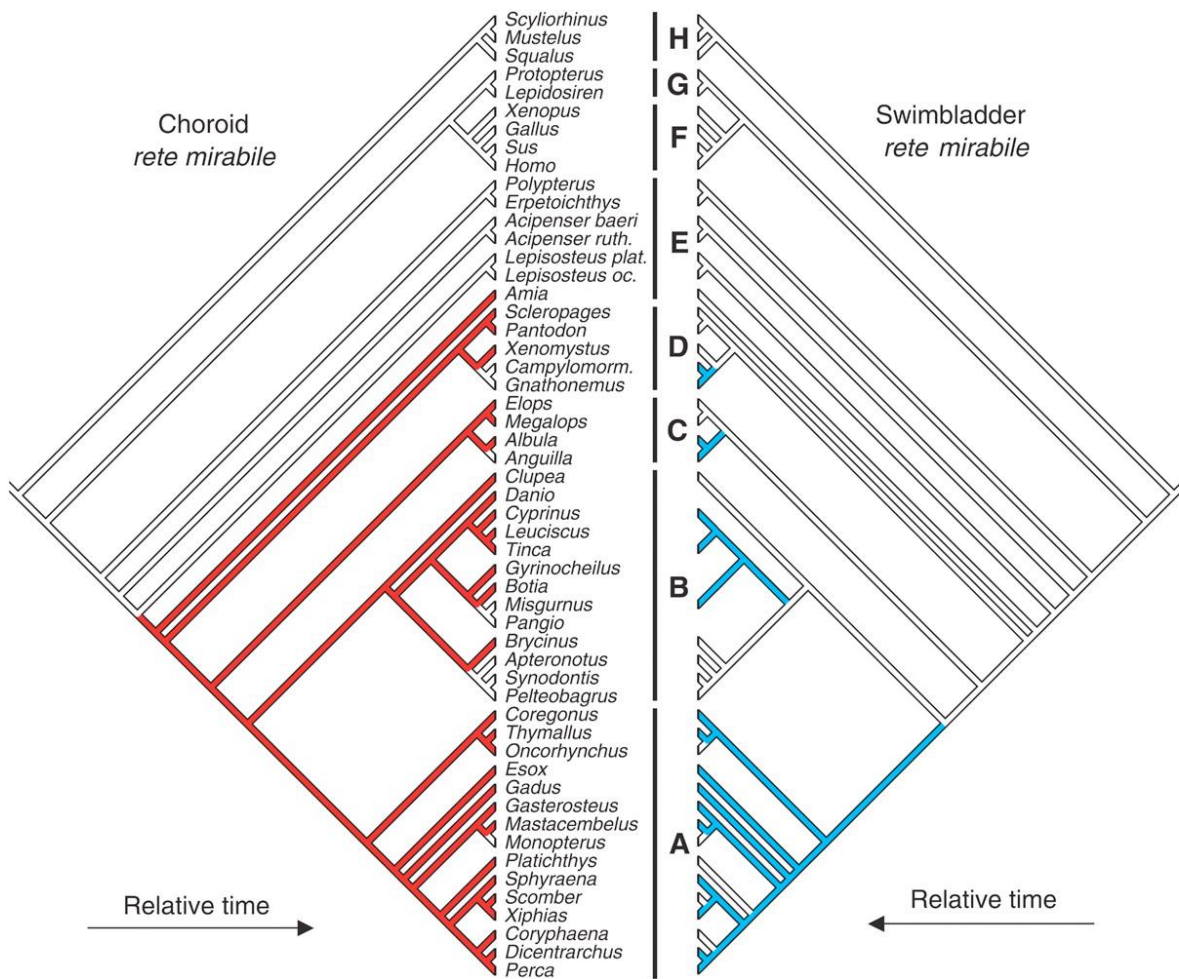 Choroid
rete mirabile
Scyliorhinus
Mustelus
Squalus
Protopterus
Lepidosiren
Xenopus
Gallus
Sus
Homo
Polypterus
Erpetoichthys
Acipenser baeri
Acipenser ruth.
Lepisosteus plat.
Lepisosteus oc.
Amia
Scleropages
Pantodon
Xenomystus
Campylomorm.
Gnathonemus
Elops
Megalops
Albula
Anguilla
Clupea
Danio
Cyprinus
Leuciscus
Tinca
Gyrinocheilus
Botia
Misgurnus
Pangio
Brycinus
Apteronotus
Synodontis
Pelteobagrus
Coregonus
Thymallus
Oncorhynchus
Esox
Gadus
Gasterosteus
Mastacembelus
Monopterus
Platichthys
Sphyraena
Scomber
Xiphias
Coryphaena
Dicentrarchus
Perca
H
G
F
E
D
C
B
A
Swimbladder
rete mirabile
Relative time
Relative time